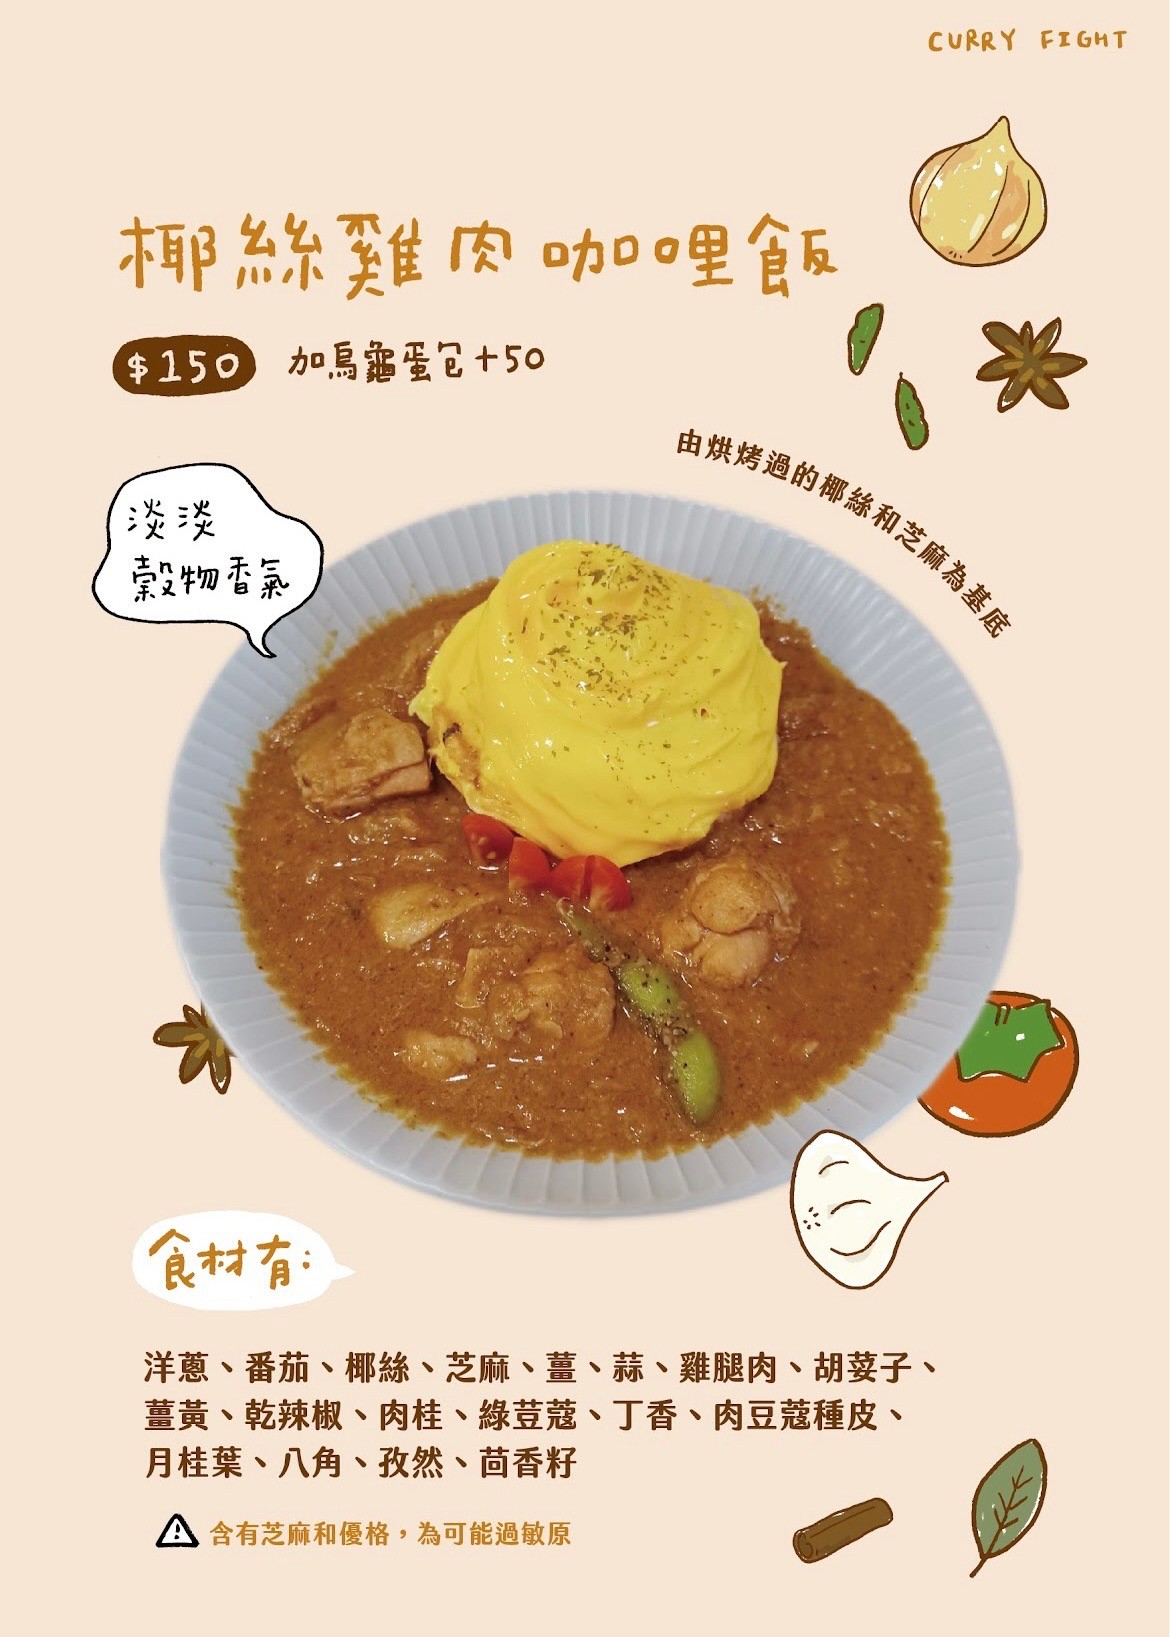 CURRY FIGHT
椰絲雞肉咖哩飯
$150 加烏龜蛋包+50
由烘烤過的椰絲和芝麻為基底
淡淡
穀物香氣
食材有:
洋蔥、番茄、椰絲、芝麻、薑、蒜、雞腿肉、胡荽子、
薑黃、乾辣椒、肉桂、綠荳蔻、丁香、肉豆蔻種皮、
月桂葉、八角、孜然、茴香籽
含有芝麻和優格，為可能過敏原